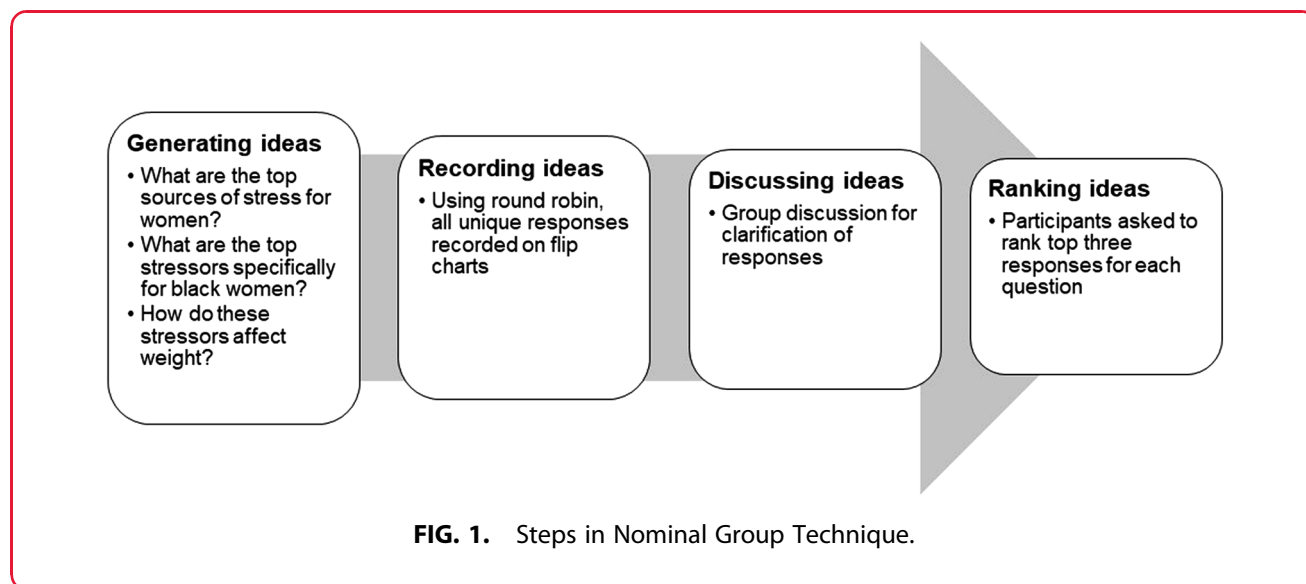 Generating ideas
• What are the top
sources of stress for
women?
• What are the top
stressors specifically
for black women?
• How do these
stressors affect
weight?
Recording ideas
• Using round robin,
all unique responses
recorded on flip
charts
Discussing ideas
• Group discussion for
clarification of
responses
Ranking ideas
• Participants asked to
rank top three
responses for each
question
FIG. 1. Steps in Nominal Group Technique.